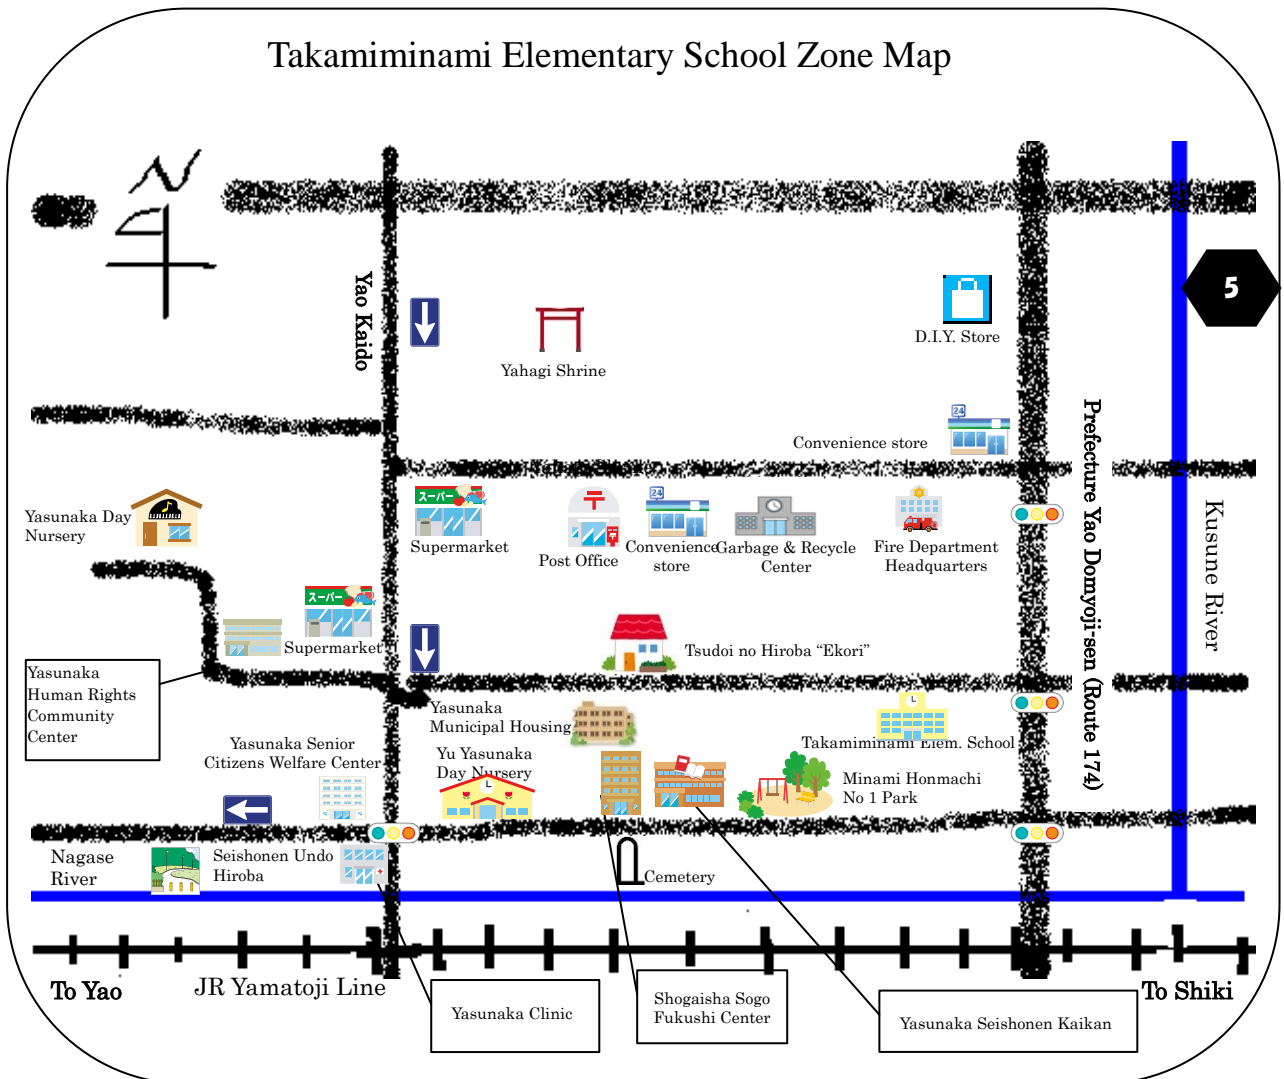 Takamiminami Elementary School Zone Map
N
Yao Kaido
5
D.I.Y. Store
Yahagi Shrine
24
Convenience store
Prefecture Yao Domyoji-sen (Route 174)
Kusune River
Yasunaka Day
Nursery
スーパー
Supermarket
Post Office
24
Convenience
store
Garbage & Recycle
Center
Fire Department
Headquarters
スーパー
Supermarket
Tsudoi no Hiroba “Ekori”
Yasunaka
Human Rights
Community
Center
Yasunaka
Municipal Housing
Takamiminami Elem. School
Yasunaka Senior
Citizens Welfare Center
Yu Yasunaka
Day Nursery
Minami Honmachi
No 1 Park
Nagase
River
Seishonen Undo
Hiroba
Cemetery
To Yao
JR Yamatoji Line
To Shiki
Yasunaka Clinic
Shogaisha Sogo
Fukushi Center
Yasunaka Seishonen Kaikan